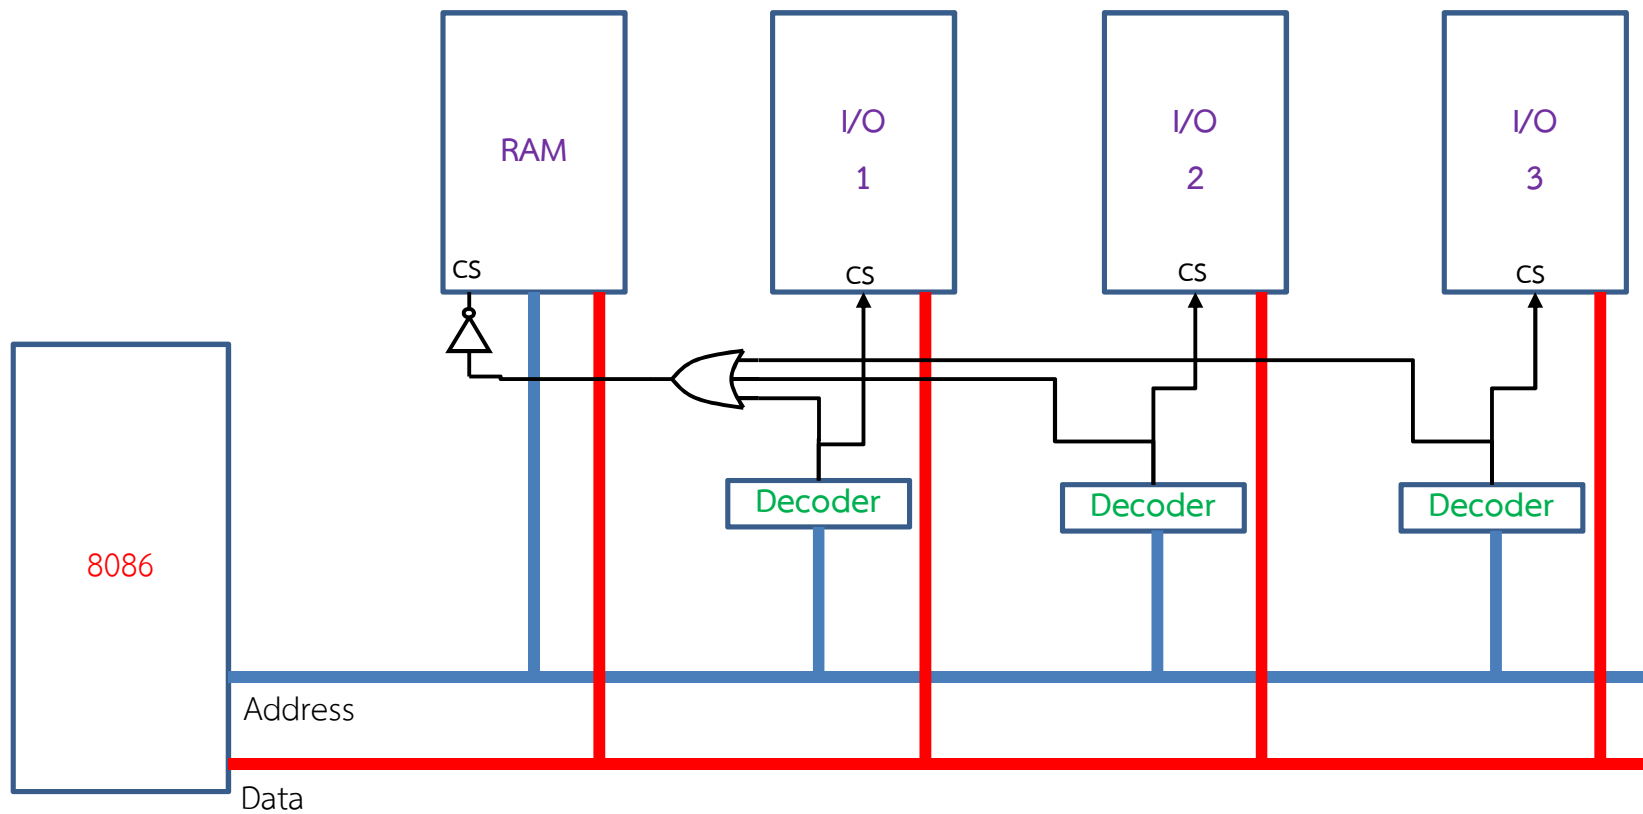 RAM
CS
I/O
1
CS
I/O
2
CS
I/O
3
CS
Decoder
Decoder
Decoder
8086
Address
Data